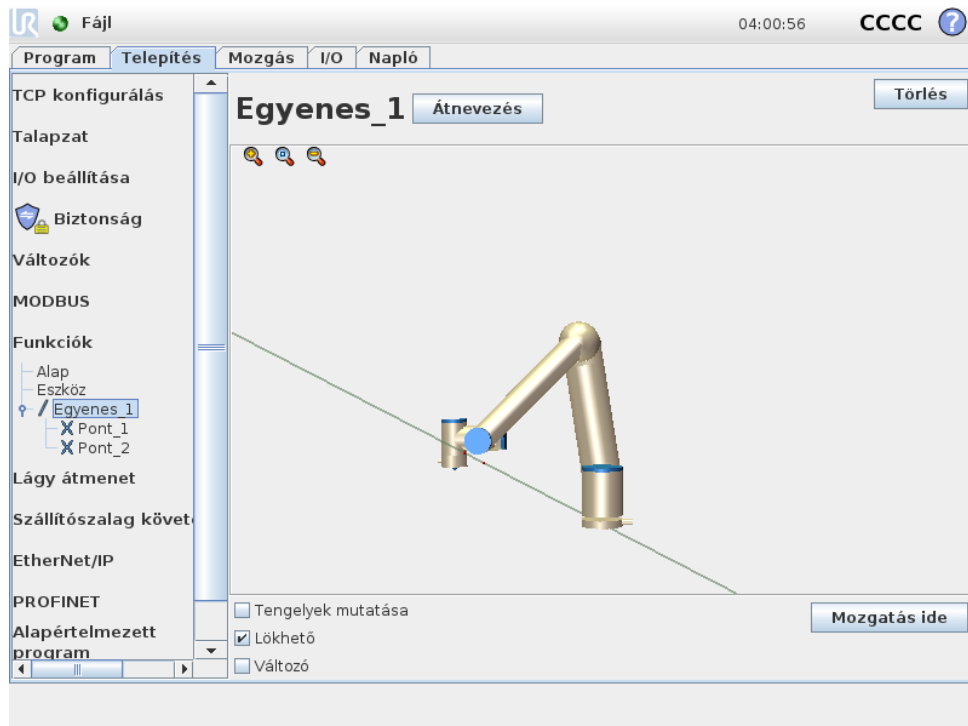 UR
Fájl
04:00:56
CCCC
?
Program
Telepítés
Mozgás
I/O
Napló
TCP konfigurálás
Talapzat
I/O beállítása
Biztonság
Változók
MODBUS
Funkciók
Alap
Eszköz
Egyenes_1
Pont_1
Pont_2
Lágy átmenet
Szállítószalag követ
EtherNet/IP
PROFINET
Alapértelmezett
program
Egyenes_1
Átnevezés
Törlés
Tengelyek mutatása
Lökhető
Változó
Mozgatás ide